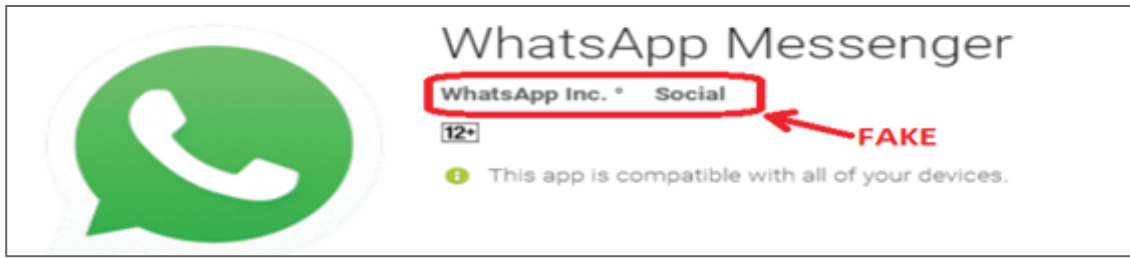 WhatsApp Messenger
WhatsApp Inc. ° Social
12+
FAKE
This app is compatible with all of your devices.